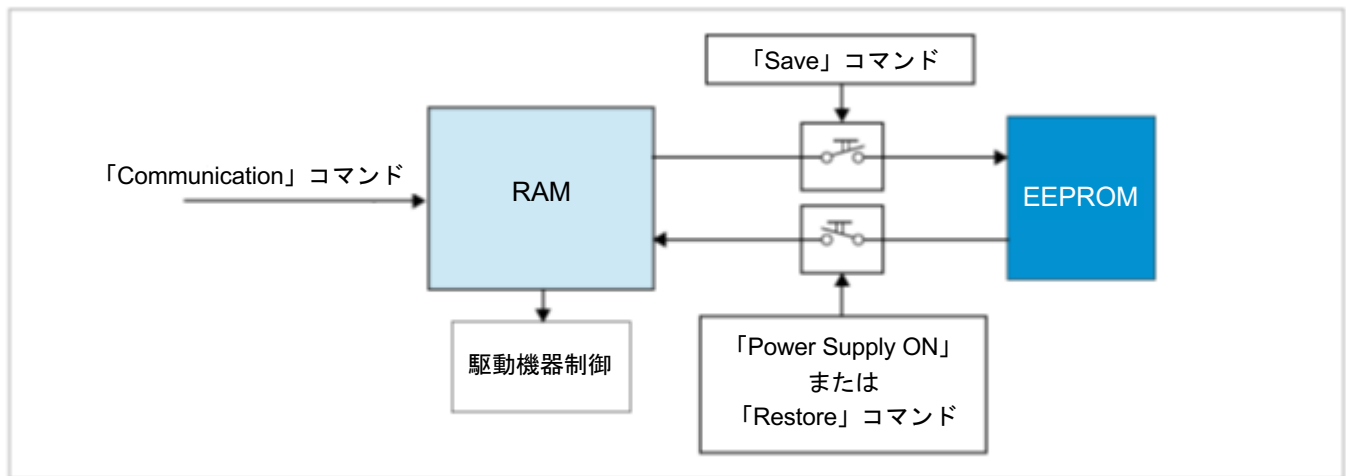 「Save」コマンド
「Communication」コマンド
RAM
EEPROM
駆動機器制御
「Power Supply ON」
または
「Restore」コマンド